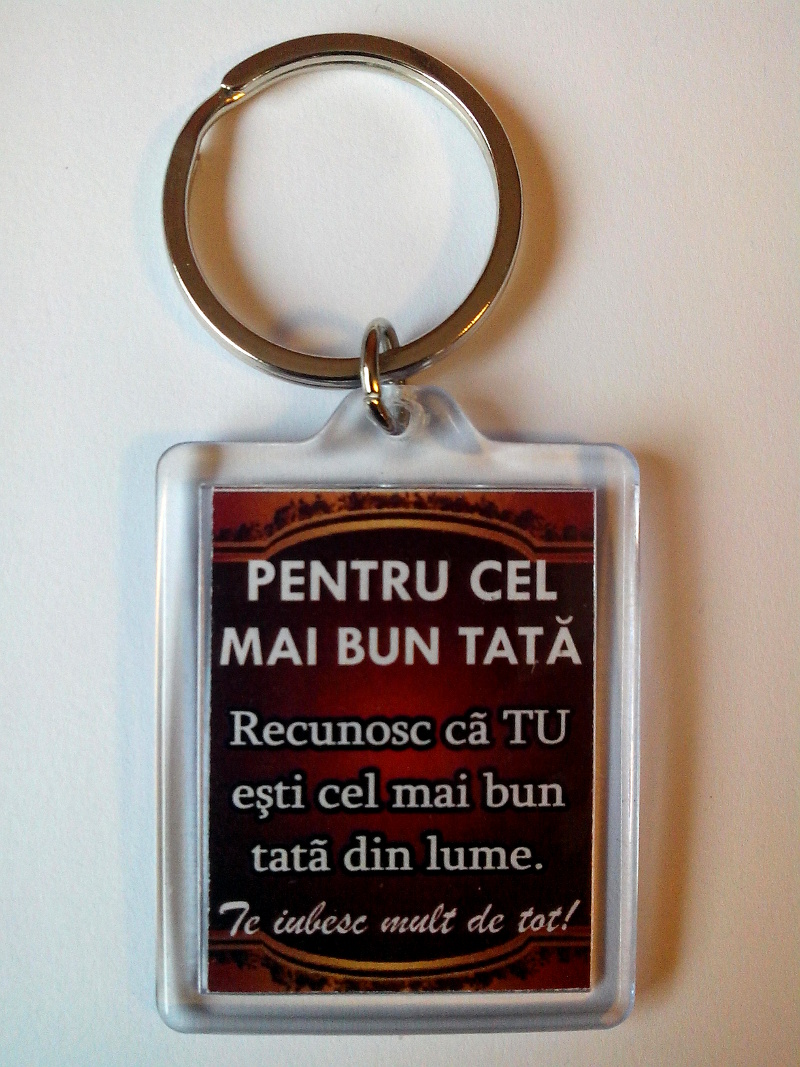 PENTRU CEL
MAI BUN TATĂ
Recunosc cã TU
eşti cel mai bun
tatã din lume.
Te iubesc mult de tot!